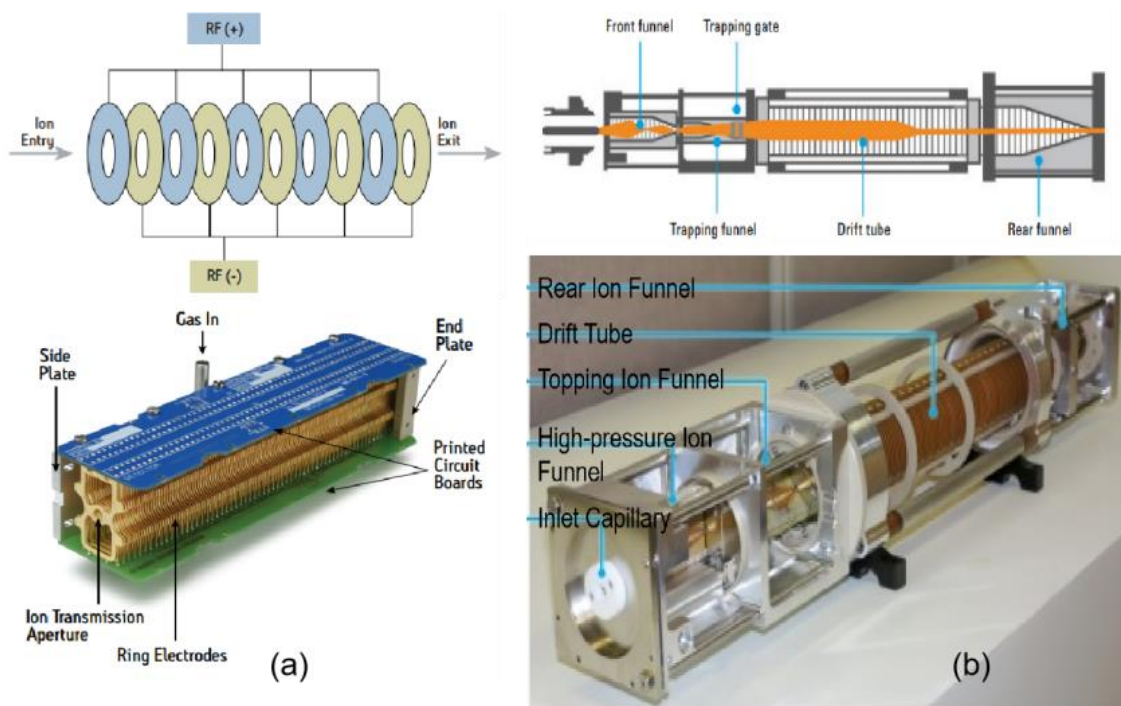 RF (+)
Ion
Entry
Ion
Exit
RF (-)
Gas In
Side
Plate
End
Plate
Printed
Circuit
Boards
Ion Transmission
Aperture
Ring Electrodes
(a)
Front funnel
Trapping gate
Trapping funnel
Drift tube
Rear funnel
Rear Ion Funnel
Drift Tube
Topping Ion Funnel
High-pressure Ion
Funnel
Inlet Capillary
(b)